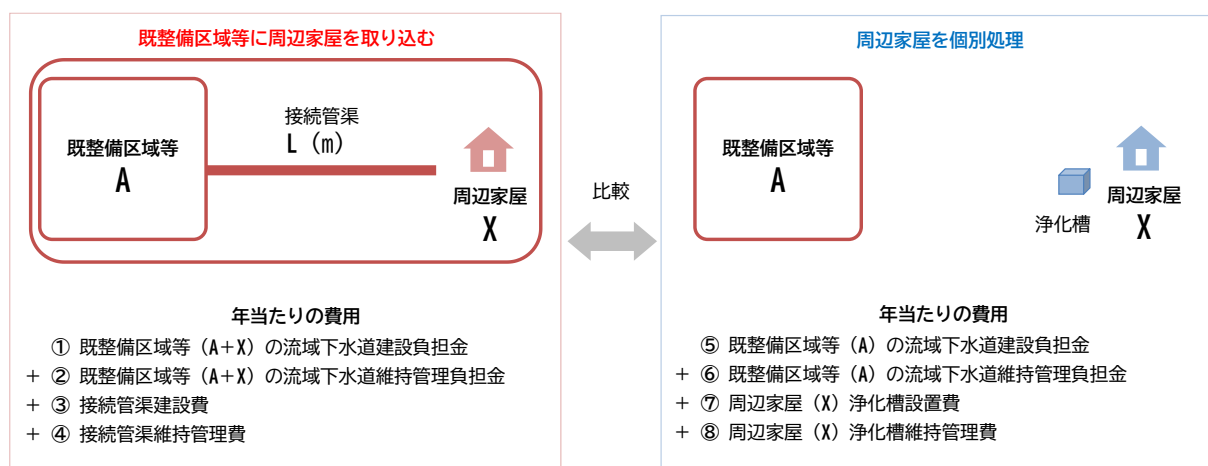 既整備区域等に周辺家屋を取り込む
既整備区域等
A
接続管渠
L (m)
周辺家屋
X
年当たりの費用
① 既整備区域等（A＋X）の流域下水道建設負担金
＋ ② 既整備区域等（A＋X）の流域下水道維持管理負担金
＋ ③ 接続管渠建設費
＋ ④ 接続管渠維持管理費
比較
周辺家屋を個別処理
既整備区域等
A
浄化槽
周辺家屋
X
年当たりの費用
⑤ 既整備区域等（A）の流域下水道建設負担金
＋ ⑥ 既整備区域等（A）の流域下水道維持管理負担金
＋ ⑦ 周辺家屋（X）浄化槽設置費
＋ ⑧ 周辺家屋（X）浄化槽維持管理費